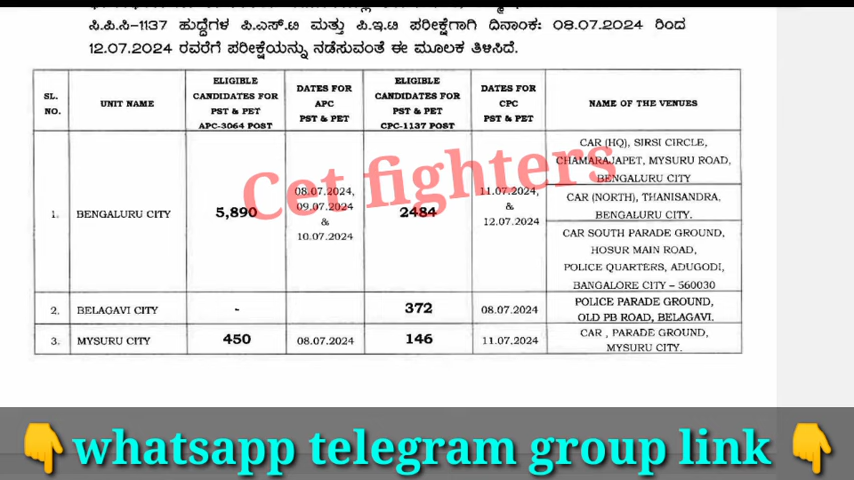 ಸಿ.ಪಿ.ಸಿ-1137 ಹುದ್ದೆಗಳ ಪಿ.ಎಸ್.ಟಿ ಮತ್ತು ಪಿ.ಇ.ಟಿ ಪರೀಕ್ಷೆಗಾಗಿ ದಿನಾಂಕ: 08.07.2024 ರಿಂದ
12.07.2024 ರವರೆಗೆ ಪರೀಕ್ಷೆಯನ್ನು ನಡೆಸುವಂತೆ ಈ ಮೂಲಕ ತಿಳಿಸಿದೆ.
SL. NO.
UNIT NAME
ELIGIBLE
CANDIDATES FOR
PST & PET
APC-3064 POST
DATES FOR
APC
PST & PET
ELIGIBLE
CANDIDATES FOR
PST & PET
CPC-1137 POST
DATES FOR
CPC
PST & PET
NAME OF THE VENUES
1.
BENGALURU CITY
5,890
08.07.2024,
09.07.2024
&
10.07.2024
2484
11.07.2024,
&
12.07.2024
CAR (HQ), SIRSI CIRCLE,
CHAMARAJAPET, MYSURU ROAD,
BENGALURU CITY
CAR (NORTH), THANISANDRA,
BENGALURU CITY.
CAR SOUTH PARADE GROUND,
HOSUR MAIN ROAD,
POLICE QUARTERS, ADUGODI,
BANGALORE CITY – 560030
2.
BELAGAVI CITY
-
372
08.07.2024
POLICE PARADE GROUND,
OLD PB ROAD, BELAGAVI.
3.
MYSURU CITY
450
08.07.2024
146
11.07.2024
CAR , PARADE GROUND,
MYSURU CITY.
Cet fighters
whatsapp telegram group link